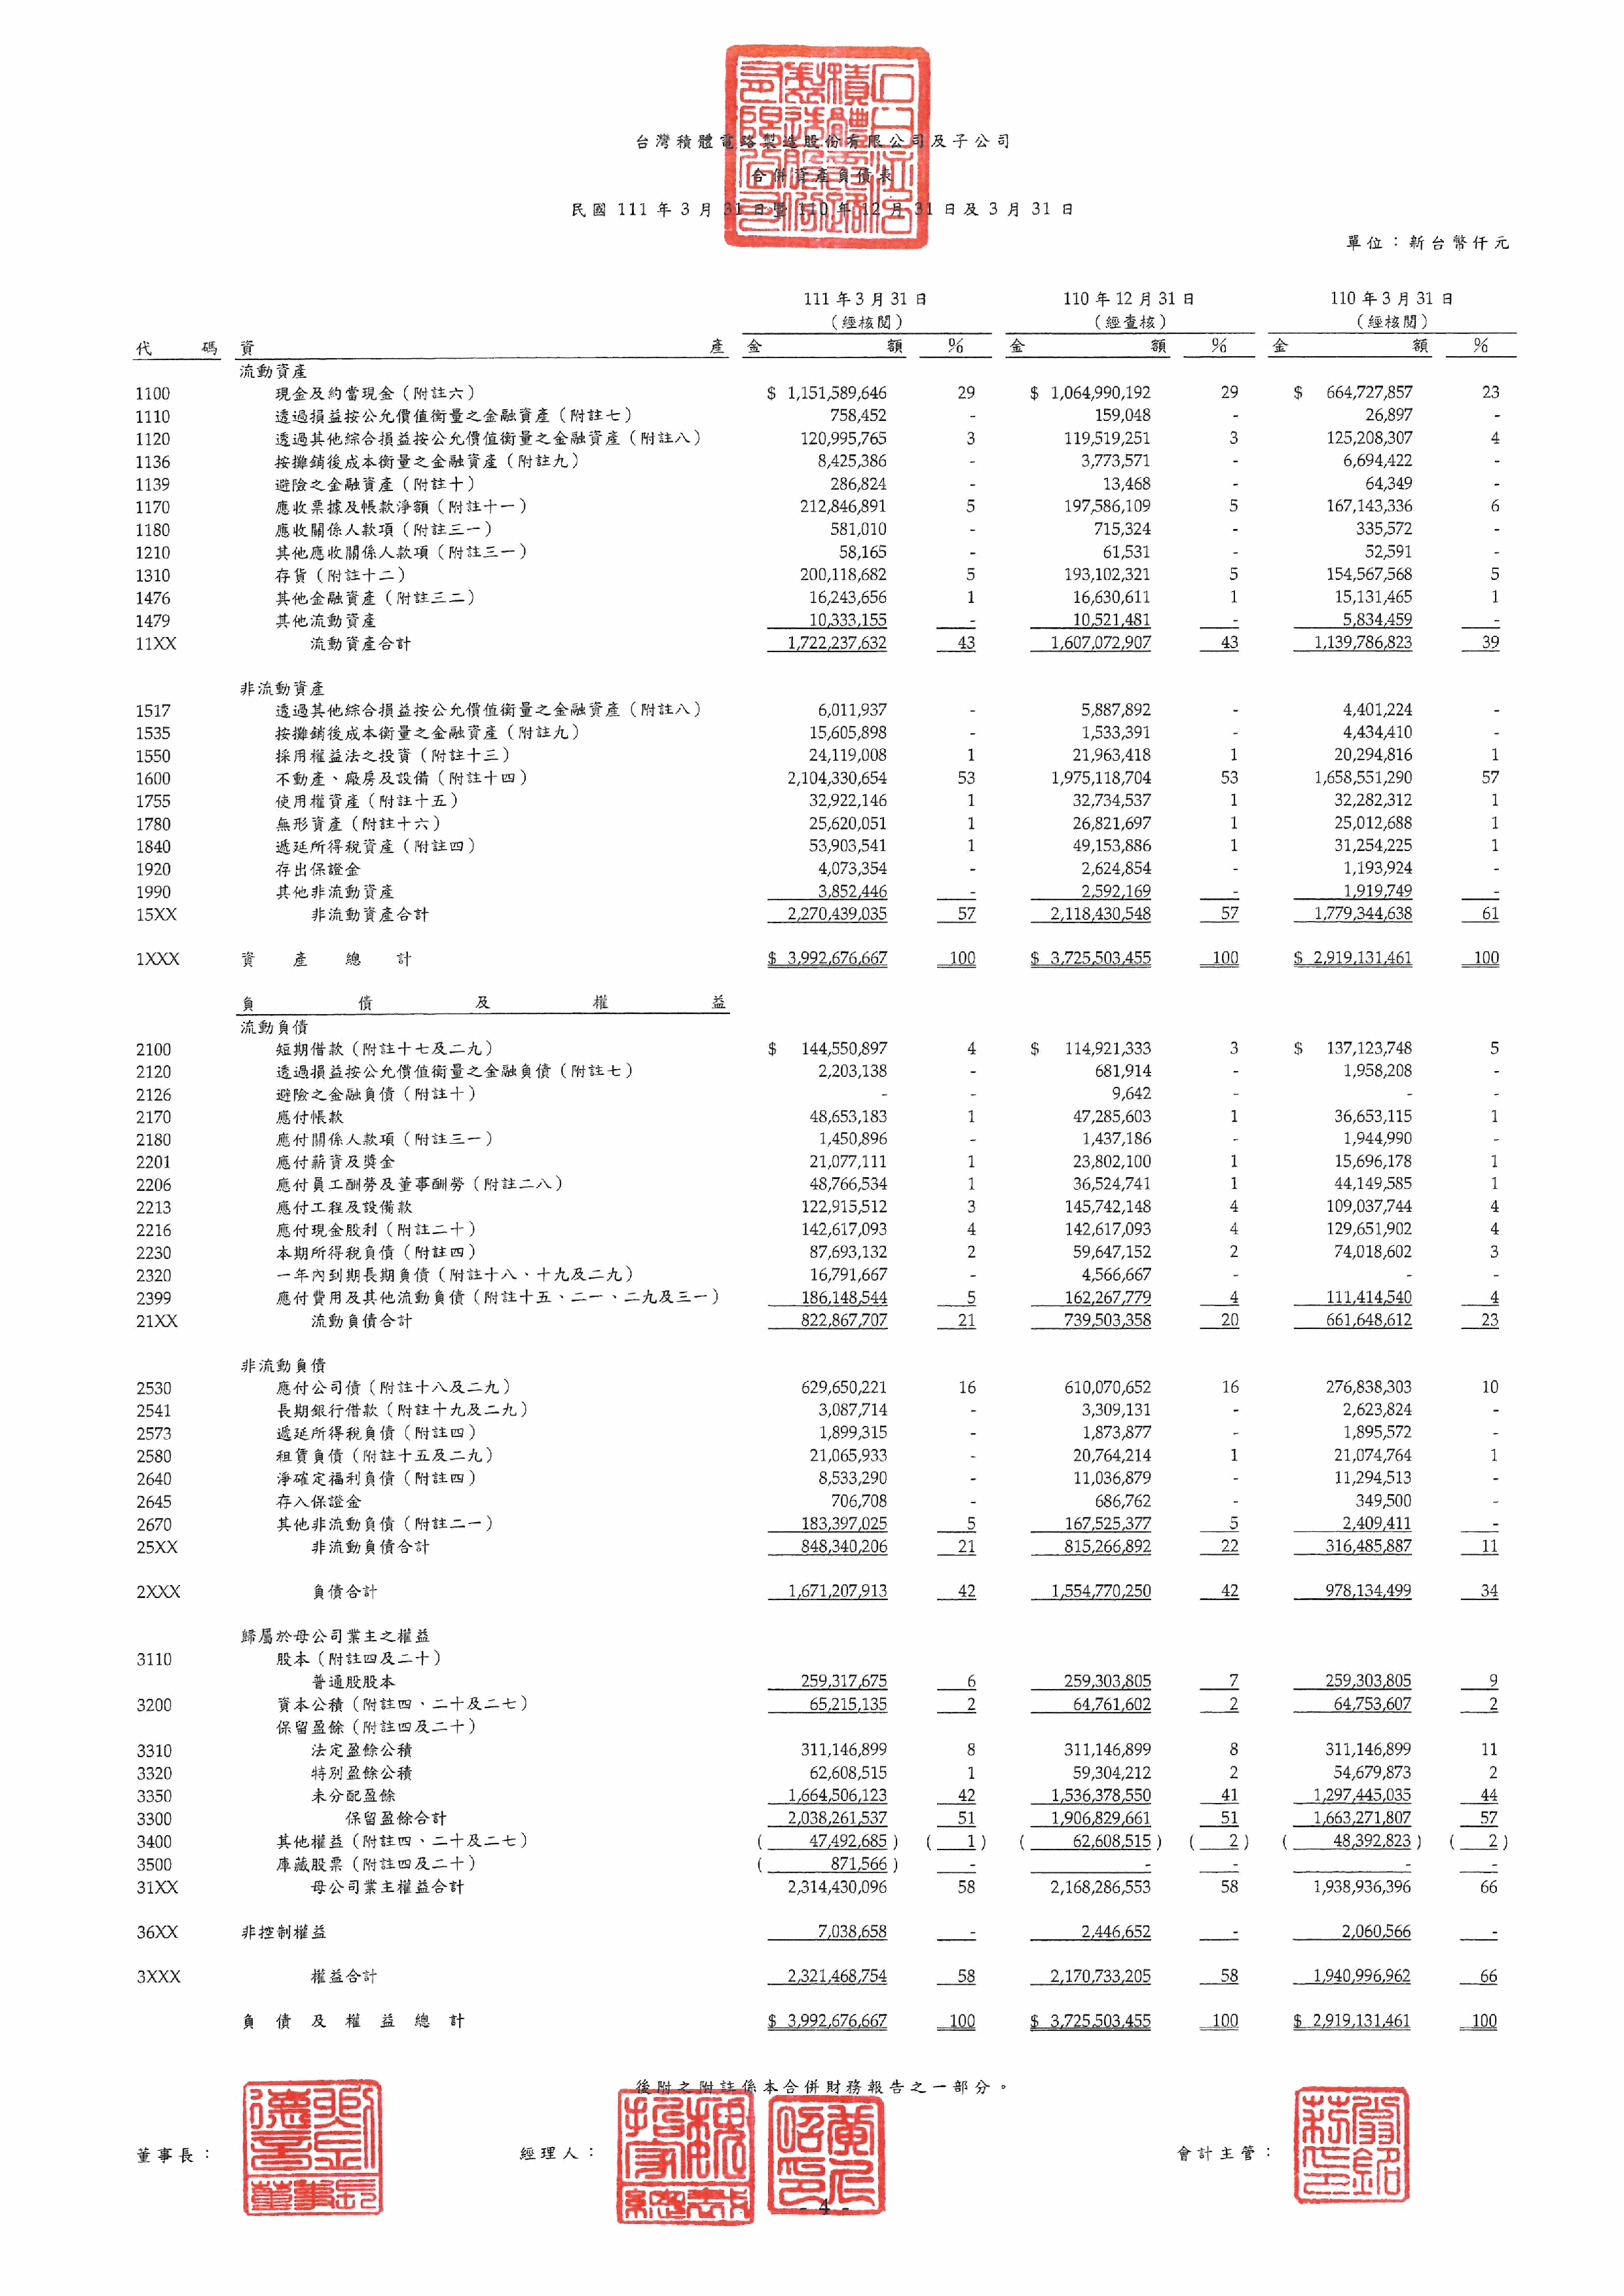 台灣積體電路製造股份有限公司及子公司
合併資產負債表
民國 111 年 3 月 31 日暨 110 年 12 月 31 日及 3 月 31 日
單位：新台幣仟元
111 年 3 月 31 日 110 年 12 月 31 日 110 年 3 月 31 日
（經核閱） （經查核） （經核閱）
代 碼 資 產 金 額 % 金 額 % 金 額 %
流動資產
1100 現金及約當現金（附註六） $ 1,151,589,646 29 $ 1,064,990,192 29 $ 664,727,857 23
1110 透過損益按公允價值衡量之金融資產（附註七） 758,452 - 159,048 - 26,897 -
1120 透過其他綜合損益按公允價值衡量之金融資產（附註八） 120,995,765 3 119,519,251 3 125,208,307 4
1136 按攤銷後成本衡量之金融資產（附註九） 8,425,386 - 3,773,571 - 6,694,422 -
1139 避險之金融資產（附註十） 286,824 - 13,468 - 64,349 -
1170 應收票據及帳款淨額（附註十一） 212,846,891 5 197,586,109 5 167,143,336 6
1180 應收關係人款項（附註三一） 581,010 - 715,324 - 335,572 -
1210 其他應收關係人款項（附註三一） 58,165 - 61,531 - 52,591 -
1310 存貨（附註十二） 200,118,682 5 193,102,321 5 154,567,568 5
1476 其他金融資產（附註三二） 16,243,656 1 16,630,611 1 15,131,465 1
1479 其他流動資產 10,333,155 - 10,521,481 - 5,834,459 -
11XX 流動資產合計 1,722,237,632 43 1,607,072,907 43 1,139,786,823 39
非流動資產
1517 透過其他綜合損益按公允價值衡量之金融資產（附註八） 6,011,937 - 5,887,892 - 4,401,224 -
1535 按攤銷後成本衡量之金融資產（附註九） 15,605,898 - 1,533,391 - 4,434,410 -
1550 採用權益法之投資（附註十三） 24,119,008 1 21,963,418 1 20,294,816 1
1600 不動產、廠房及設備（附註十四） 2,104,330,654 53 1,975,118,704 53 1,658,551,290 57
1755 使用權資產（附註十五） 32,922,146 1 32,734,537 1 32,282,312 1
1780 無形資產（附註十六） 25,620,051 1 26,821,697 1 25,012,688 1
1840 遞延所得稅資產（附註四） 53,903,541 1 49,153,886 1 31,254,225 1
1920 存出保證金 4,073,354 - 2,624,854 - 1,193,924 -
1990 其他非流動資產 3,852,446 - 2,592,169 - 1,919,749 -
15XX 非流動資產合計 2,270,439,035 57 2,118,430,548 57 1,779,344,638 61
1XXX 資 產 總 計 $ 3,992,676,667 100 $ 3,725,503,455 100 $ 2,919,131,461 100
負 債 及 權 益
流動負債
2100 短期借款（附註十七及二九） $ 144,550,897 4 $ 114,921,333 3 $ 137,123,748 5
2120 透過損益按公允價值衡量之金融負債（附註七） 2,203,138 - 681,914 - 1,958,208 -
2126 避險之金融負債（附註十） - - 9,642 - - -
2170 應付帳款 48,653,183 1 47,285,603 1 36,653,115 1
2180 應付關係人款項（附註三一） 1,450,896 - 1,437,186 - 1,944,990 -
2201 應付薪資及獎金 21,077,111 1 23,802,100 1 15,696,178 1
2206 應付員工酬勞及董事酬勞（附註二八） 48,766,534 1 36,524,741 1 44,149,585 1
2213 應付工程及設備款 122,915,512 3 145,742,148 4 109,037,744 4
2216 應付現金股利（附註二十） 142,617,093 4 142,617,093 4 129,651,902 4
2230 本期所得稅負債（附註四） 87,693,132 2 59,647,152 2 74,018,602 3
2320 一年內到期長期負債（附註十八、十九及二九） 16,791,667 - 4,566,667 - - -
2399 應付費用及其他流動負債（附註十五、二一、二九及三一） 186,148,544 5 162,267,779 4 111,414,540 4
21XX 流動負債合計 822,867,707 21 739,503,358 20 661,648,612 23
非流動負債
2530 應付公司債（附註十八及二九） 629,650,221 16 610,070,652 16 276,838,303 10
2541 長期銀行借款（附註十九及二九） 3,087,714 - 3,309,131 - 2,623,824 -
2573 遞延所得稅負債（附註四） 1,899,315 - 1,873,877 - 1,895,572 -
2580 租賃負債（附註十五及二九） 21,065,933 - 20,764,214 1 21,074,764 1
2640 淨確定福利負債（附註四） 8,533,290 - 11,036,879 - 11,294,513 -
2645 存入保證金 706,708 - 686,762 - 349,500 -
2670 其他非流動負債（附註二一） 183,397,025 5 167,525,377 5 2,409,411 -
25XX 非流動負債合計 848,340,206 21 815,266,892 22 316,485,887 11
2XXX 負債合計 1,671,207,913 42 1,554,770,250 42 978,134,499 34
歸屬於母公司業主之權益
3110 股本（附註四及二十）
普通股股本 259,317,675 6 259,303,805 7 259,303,805 9
3200 資本公積（附註四、二十及二七） 65,215,135 2 64,761,602 2 64,753,607 2
保留盈餘（附註四及二十）
3310 法定盈餘公積 311,146,899 8 311,146,899 8 311,146,899 11
3320 特別盈餘公積 62,608,515 1 59,304,212 2 54,679,873 2
3350 未分配盈餘 1,664,506,123 42 1,536,378,550 41 1,297,445,035 44
3300 保留盈餘合計 2,038,261,537 51 1,906,829,661 51 1,663,271,807 57
3400 其他權益（附註四、二十及二七） ( 47,492,685 ) ( 1 ) ( 62,608,515 ) ( 2 ) ( 48,392,823 ) ( 2 )
3500 庫藏股票（附註四及二十） ( 871,566 ) - - - - -
31XX 母公司業主權益合計 2,314,430,096 58 2,168,286,553 58 1,938,936,396 66
36XX 非控制權益 7,038,658 - 2,446,652 - 2,060,566 -
3XXX 權益合計 2,321,468,754 58 2,170,733,205 58 1,940,996,962 66
負 債 及 權 益 總 計 $ 3,992,676,667 100 $ 3,725,503,455 100 $ 2,919,131,461 100
後附之附註係本合併財務報告之一部分。
董事長： 經理人： 會計主管：
- 4 -